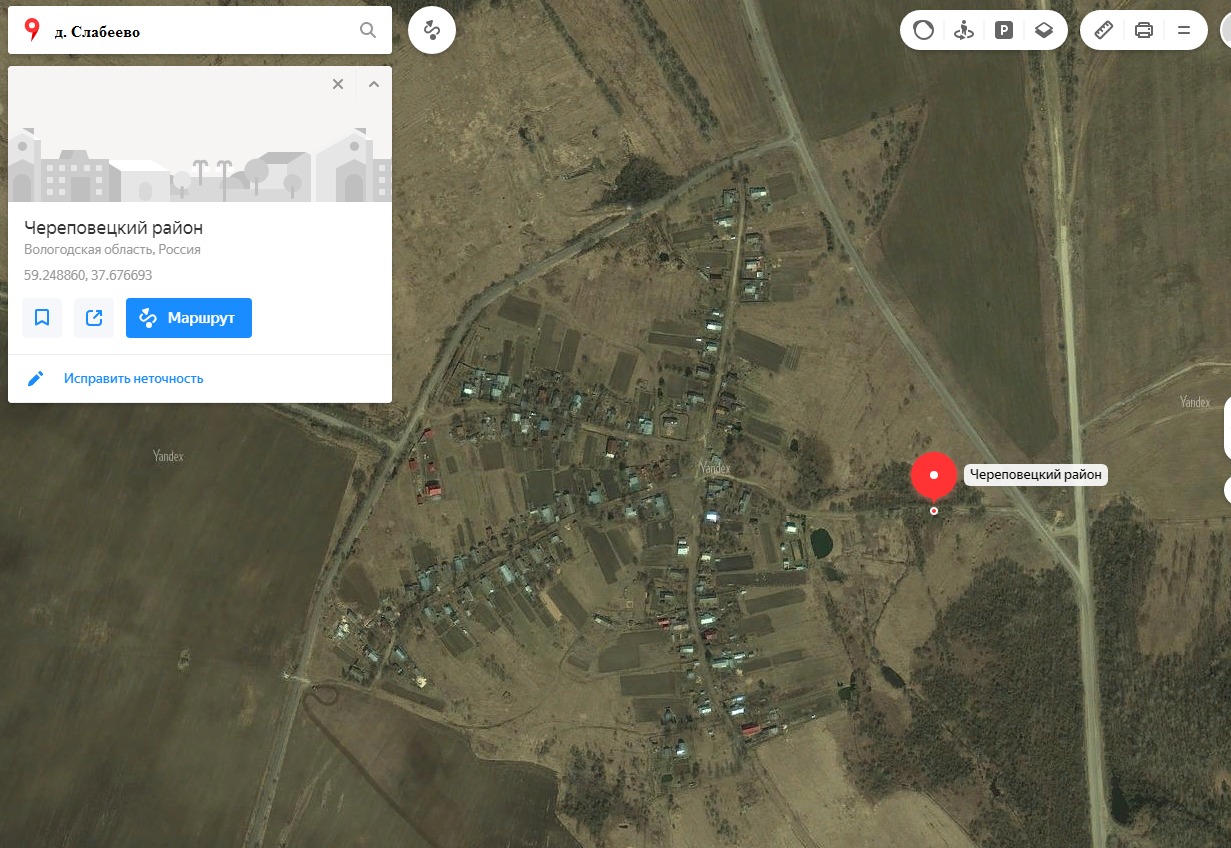 д. Слабеево
P
Череповецкий район
Вологодская область, Россия
59.248860, 37.676693
Маршрут
Исправить неточность
Yandex
Yandex
Yandex
Череповецкий район